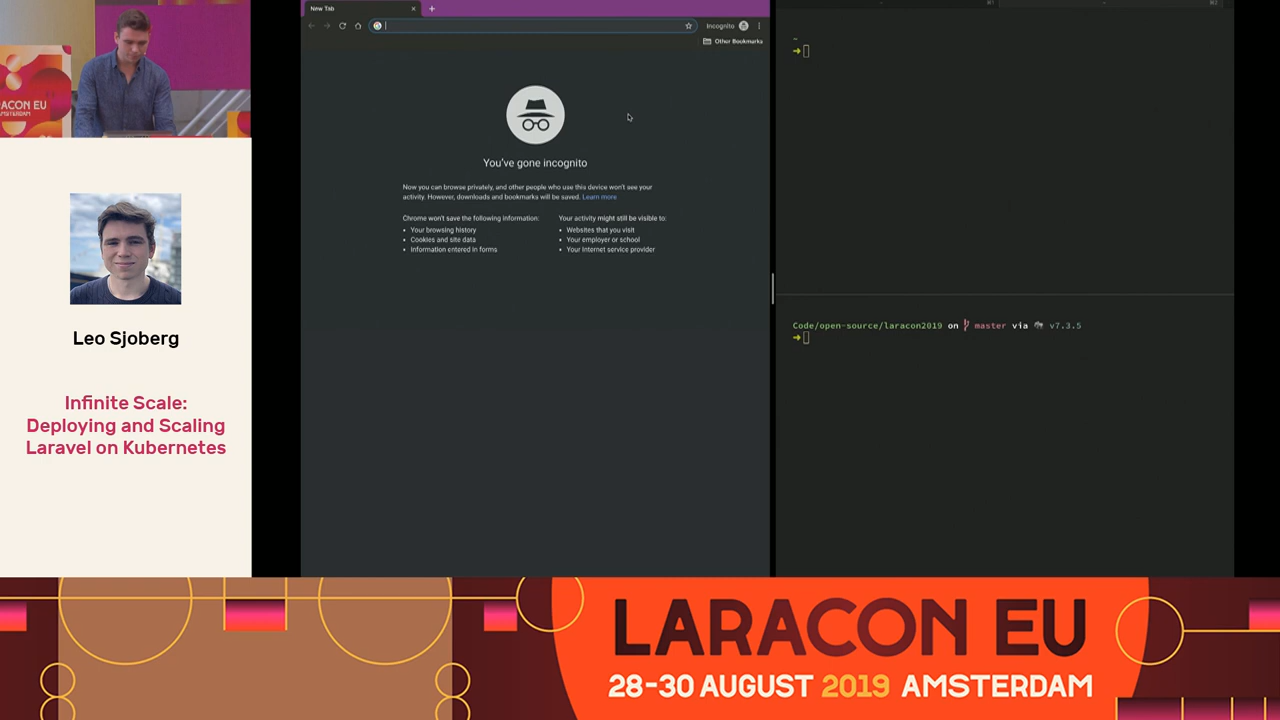 RACON EU
AMSTERDAM
Leo Sjoberg
Infinite Scale:
Deploying and Scaling
Laravel on Kubernetes
New Tab
Incognito
Other Bookmarks
You've gone incognito
Now you can browse privately, and other people who use this device won't see your
activity. However, downloads and bookmarks will be saved. Learn more
Chrome won't save the following information:
• Your browsing history
• Cookies and site data
• Information entered in forms
Your activity might still be visible to:
• Websites that you visit
• Your employer or school
• Your internet service provider
~
➜
Code/open-source/laracon2019 on master via v7.3.5
➜
LARACON EU
28-30 AUGUST 2019 AMSTERDAM